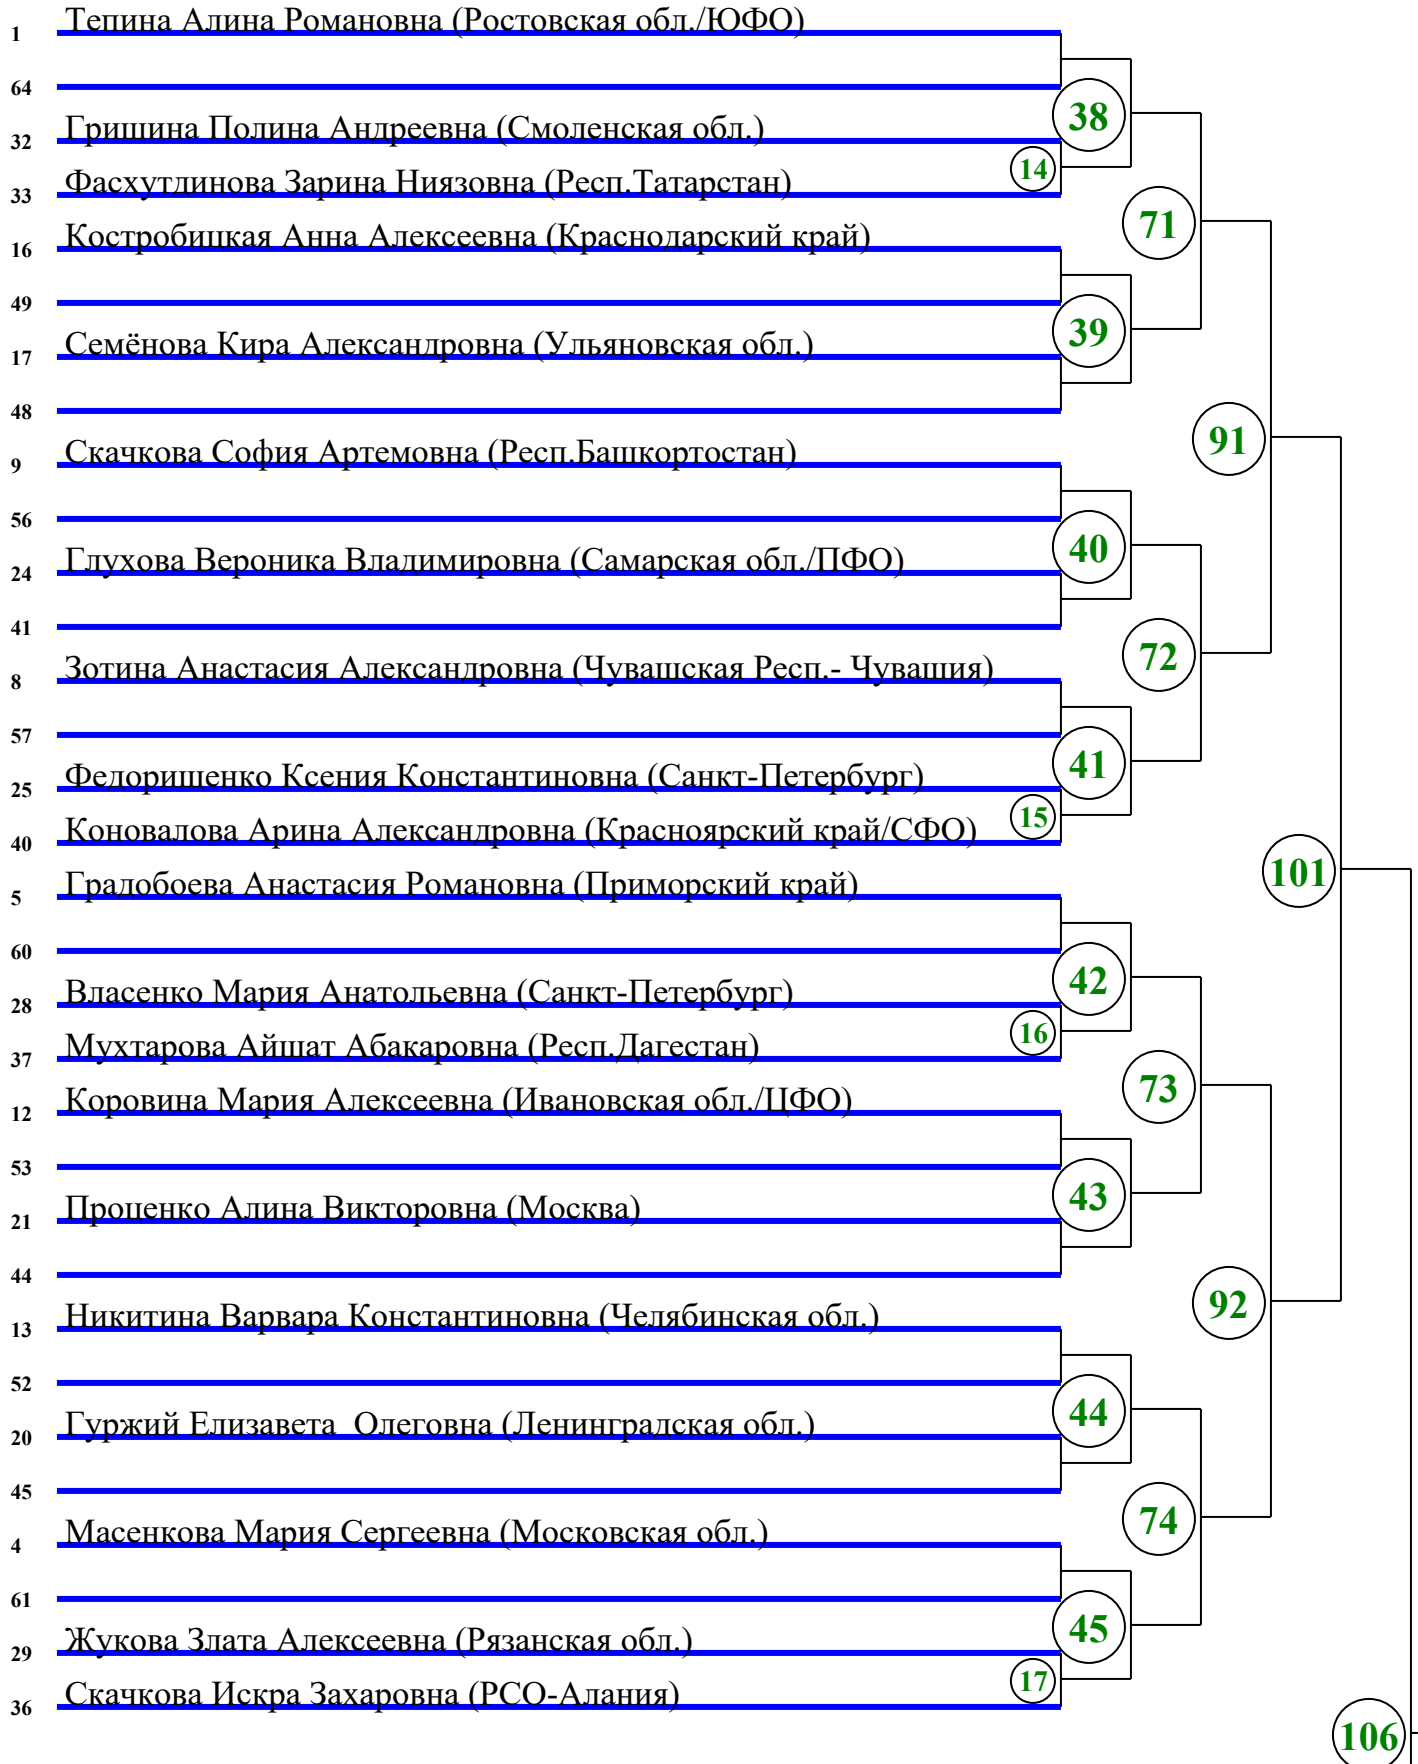 1 Тепина Алина Романовна (Ростовская обл./ЮФО)
64
38
32 Гришина Полина Андреевна (Смоленская обл.)
14
33 Фасхутдинова Зарина Ниязовна (Респ.Татарстан)
71
16 Костробицкая Анна Алексеевна (Краснодарский край)
49
39
17 Семёнова Кира Александровна (Ульяновская обл.)
48
91
9 Скачкова София Артемовна (Респ.Башкортостан)
56
40
24 Глухова Вероника Владимировна (Самарская обл./ПФО)
41
72
8 Зотина Анастасия Александровна (Чувашская Респ.- Чувашия)
57
41
25 Федорищенко Ксения Константиновна (Санкт-Петербург)
15
40 Коновалова Арина Александровна (Красноярский край/СФО)
101
5 Градобоева Анастасия Романовна (Приморский край)
60
42
28 Власенко Мария Анатольевна (Санкт-Петербург)
16
37 Мухтарова Айшат Абакаровна (Респ.Дагестан)
73
12 Коровина Мария Алексеевна (Ивановская обл./ЦФО)
53
43
21 Проценко Алина Викторовна (Москва)
44
92
13 Никитина Варвара Константиновна (Челябинская обл.)
52
44
20 Гуржий Елизавета  Олеговна (Ленинградская обл.)
45
74
4 Масенкова Мария Сергеевна (Московская обл.)
61
45
29 Жукова Злата Алексеевна (Рязанская обл.)
17
36 Скачкова Искра Захаровна (РСО-Алания)
106